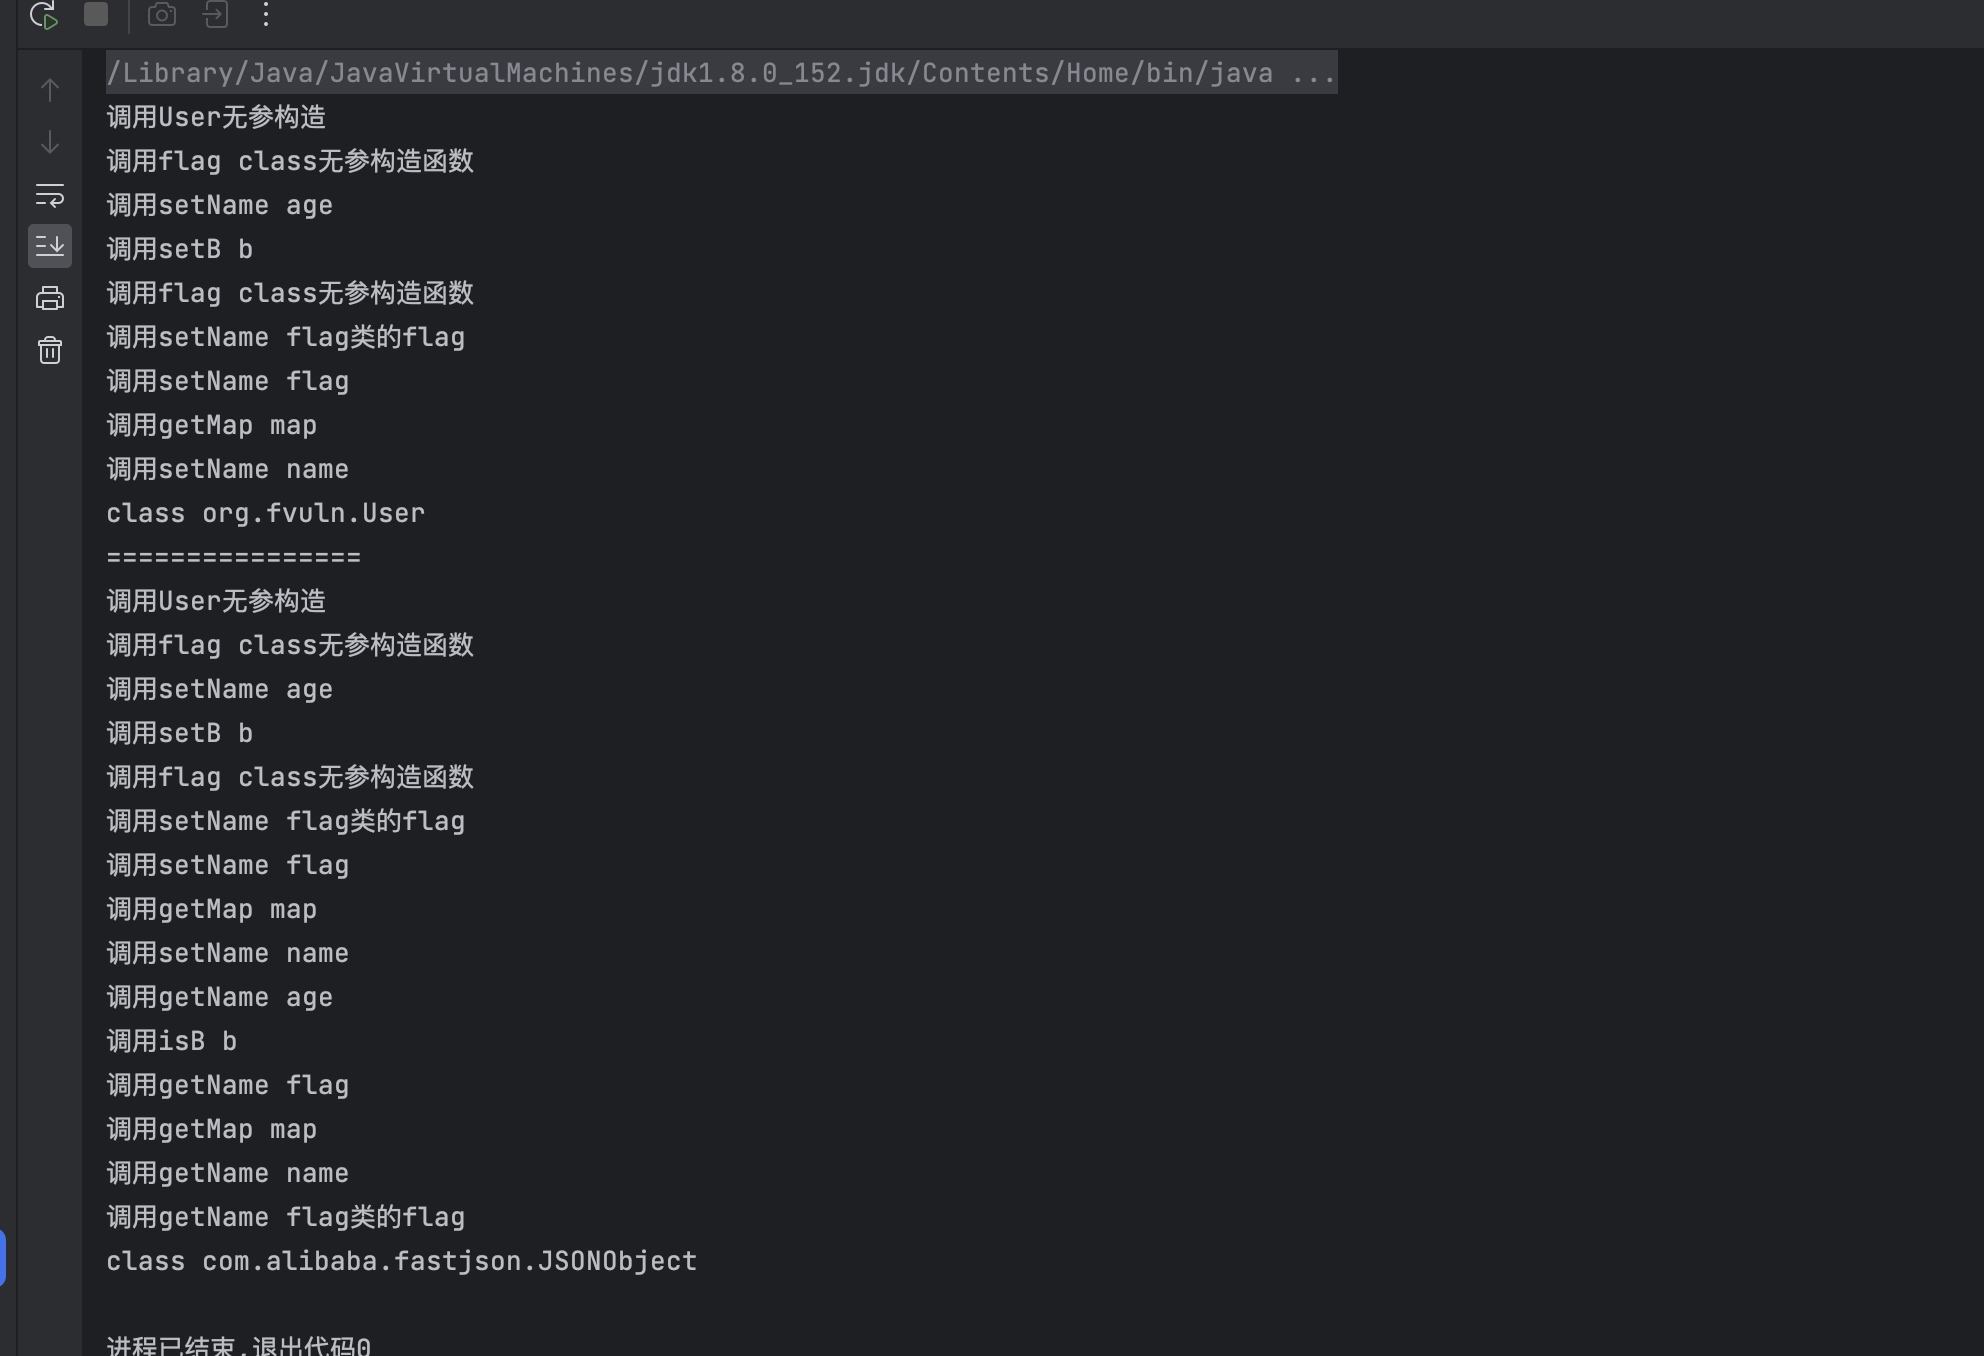 /Library/Java/JavaVirtualMachines/jdk1.8.0_152.jdk/Contents/Home/bin/java ...
调用User无参构造
调用flag class无参构造函数
调用setName age
调用setB b
调用flag class无参构造函数
调用setName flag类的flag
调用setName flag
调用getMap map
调用setName name
class org.fvuln.User
================
调用User无参构造
调用flag class无参构造函数
调用setName age
调用setB b
调用flag class无参构造函数
调用setName flag类的flag
调用setName flag
调用getMap map
调用setName name
调用getName age
调用isB b
调用getName flag
调用getMap map
调用getName name
调用getName flag类的flag
class com.alibaba.fastjson.JSONObject
进程已结束,退出代码0